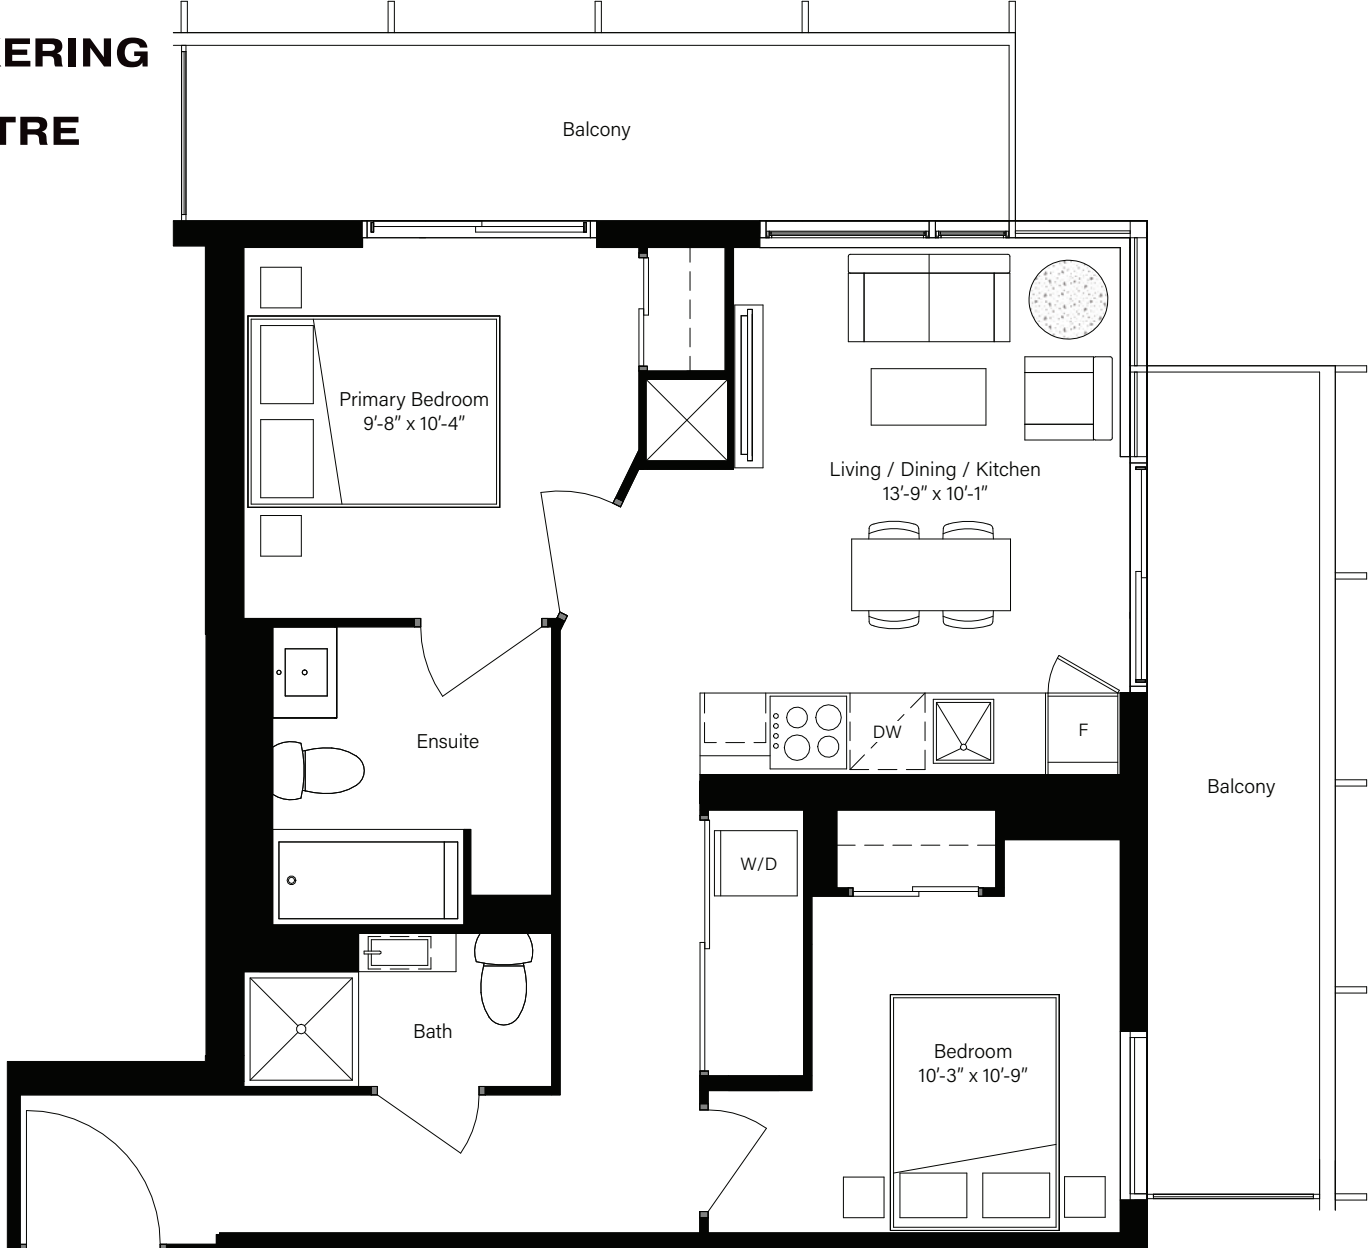 KERING
TRE
Balcony
Primary Bedroom
9'-8" x 10'-4"
Living / Dining / Kitchen
13'-9" x 10'-1"
Ensuite
DW
F
Balcony
W/D
Bath
Bedroom
10'-3" x 10'-9"